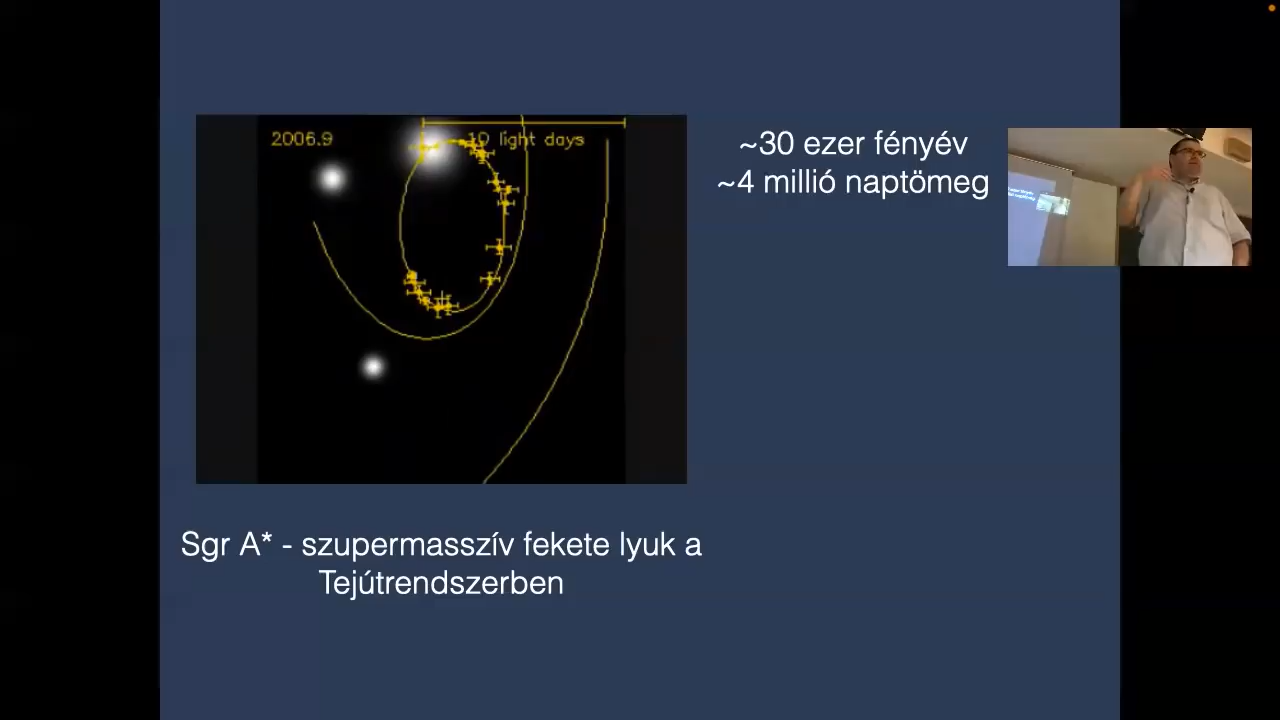 2006.9
10 light days
~30 ezer fényév
~4 millió naptömeg
Sgr A* - szupermasszív fekete lyuk a
Tejútrendszerben